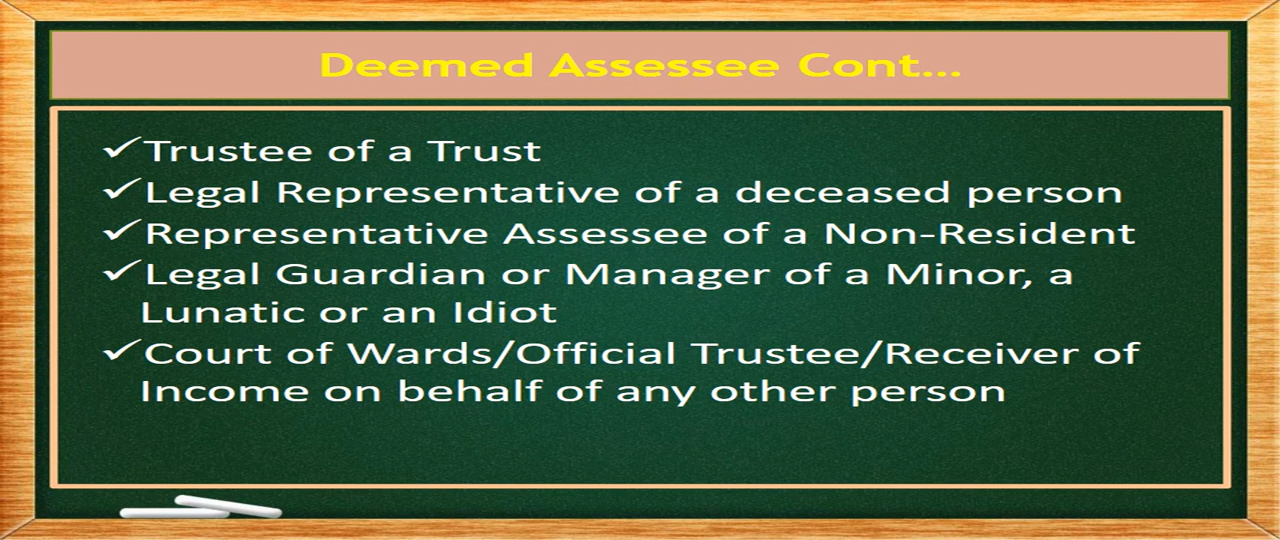 Deemed Assessee Cont...
✓Trustee of a Trust
✓Legal Representative of a deceased person
✓Representative Assessee of a Non-Resident
✓Legal Guardian or Manager of a Minor, a
Lunatic or an Idiot
✓Court of Wards/Official Trustee/Receiver of
Income on behalf of any other person